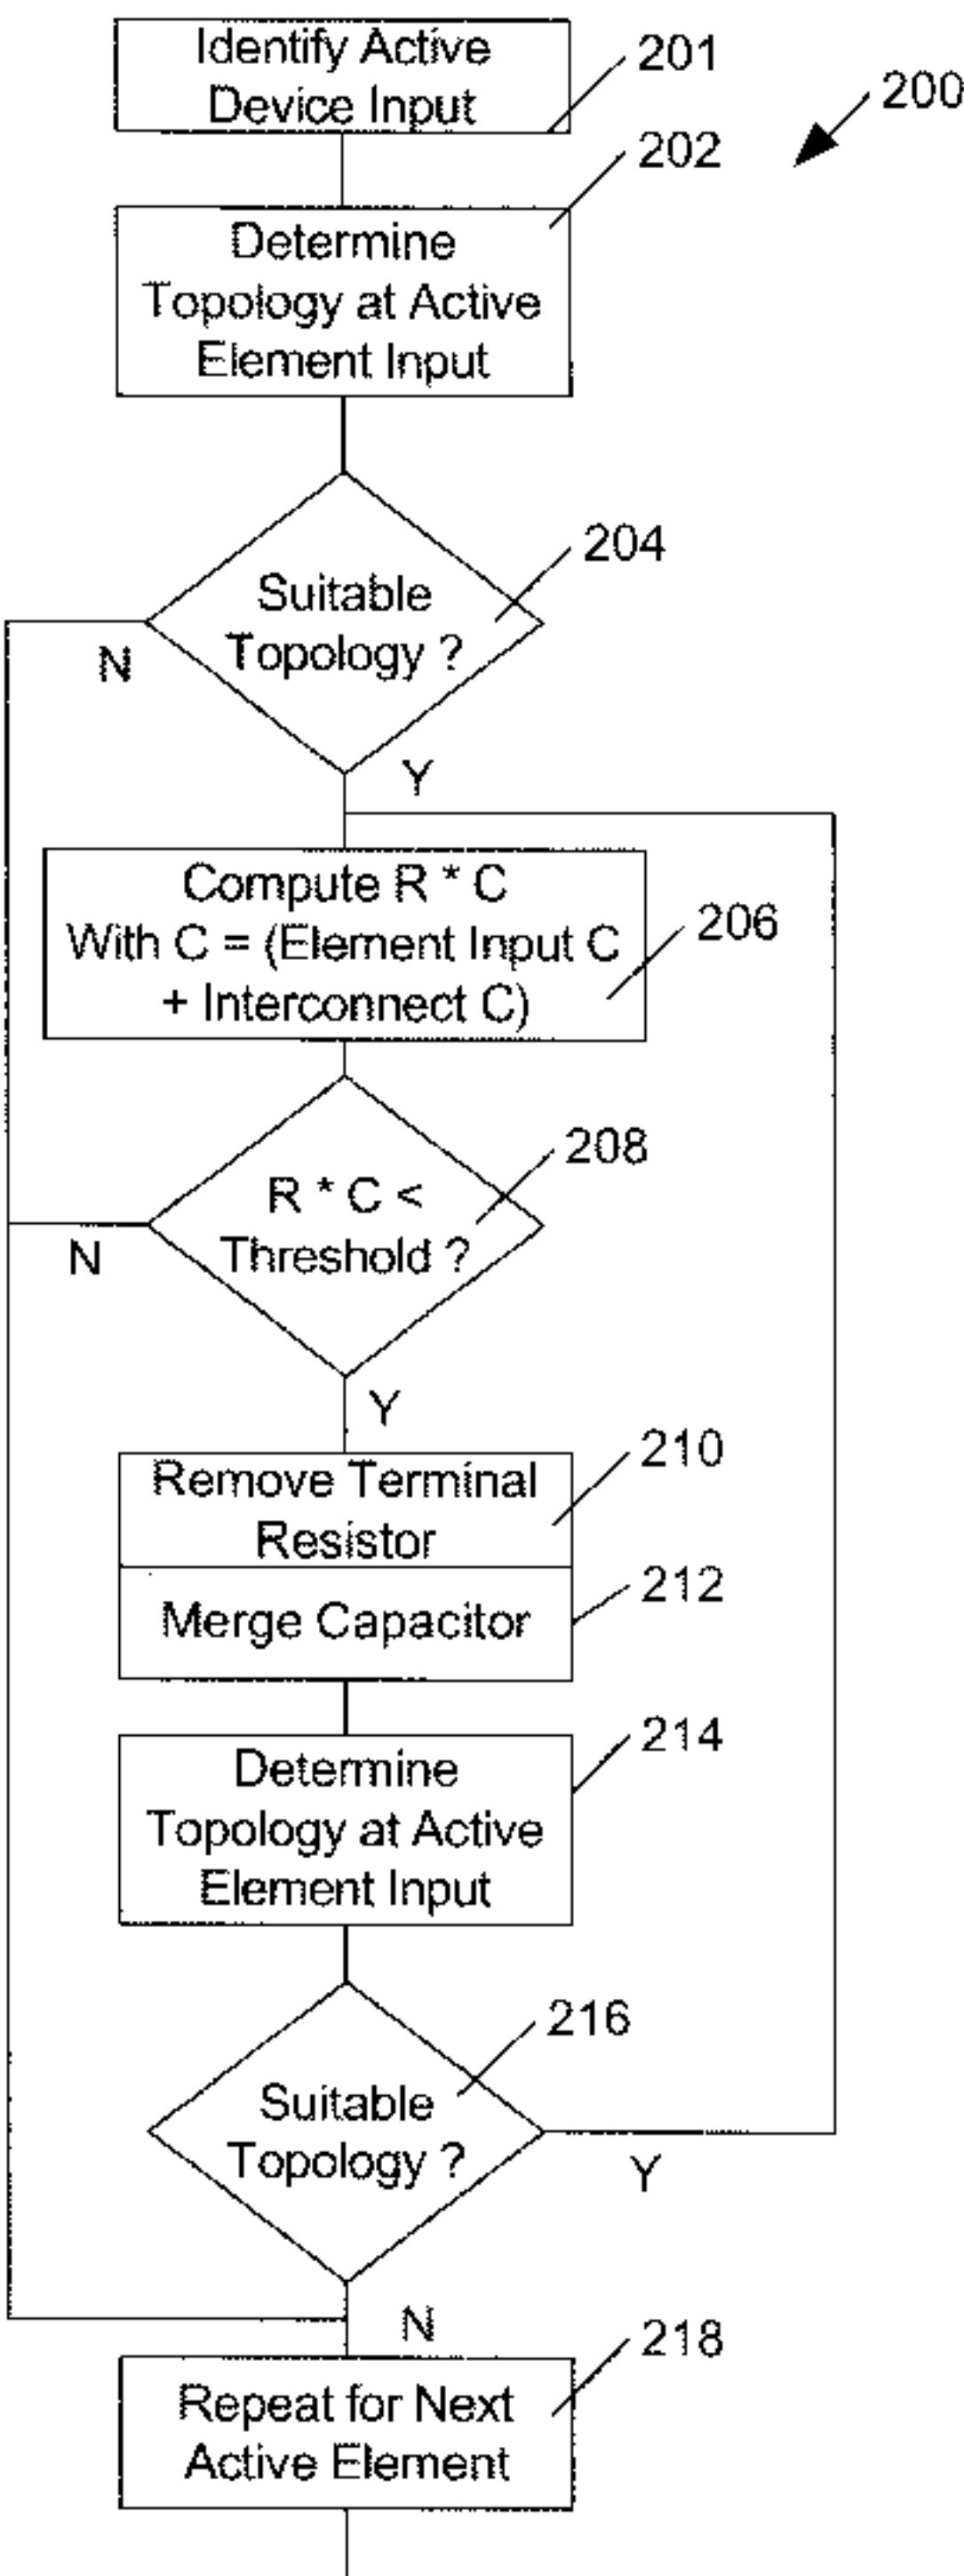 Identify Active
Device Input
201
200
202
Determine
Topology at Active
Element Input
204
Suitable
Topology ?
N
Y
Compute R * C
With C = (Element Input C
+ Interconnect C)
206
208
R * C <
Threshold ?
N
Y
210
Remove Terminal
Resistor
212
Merge Capacitor
214
Determine
Topology at Active
Element Input
216
Suitable
Topology ?
Y
N
218
Repeat for Next
Active Element